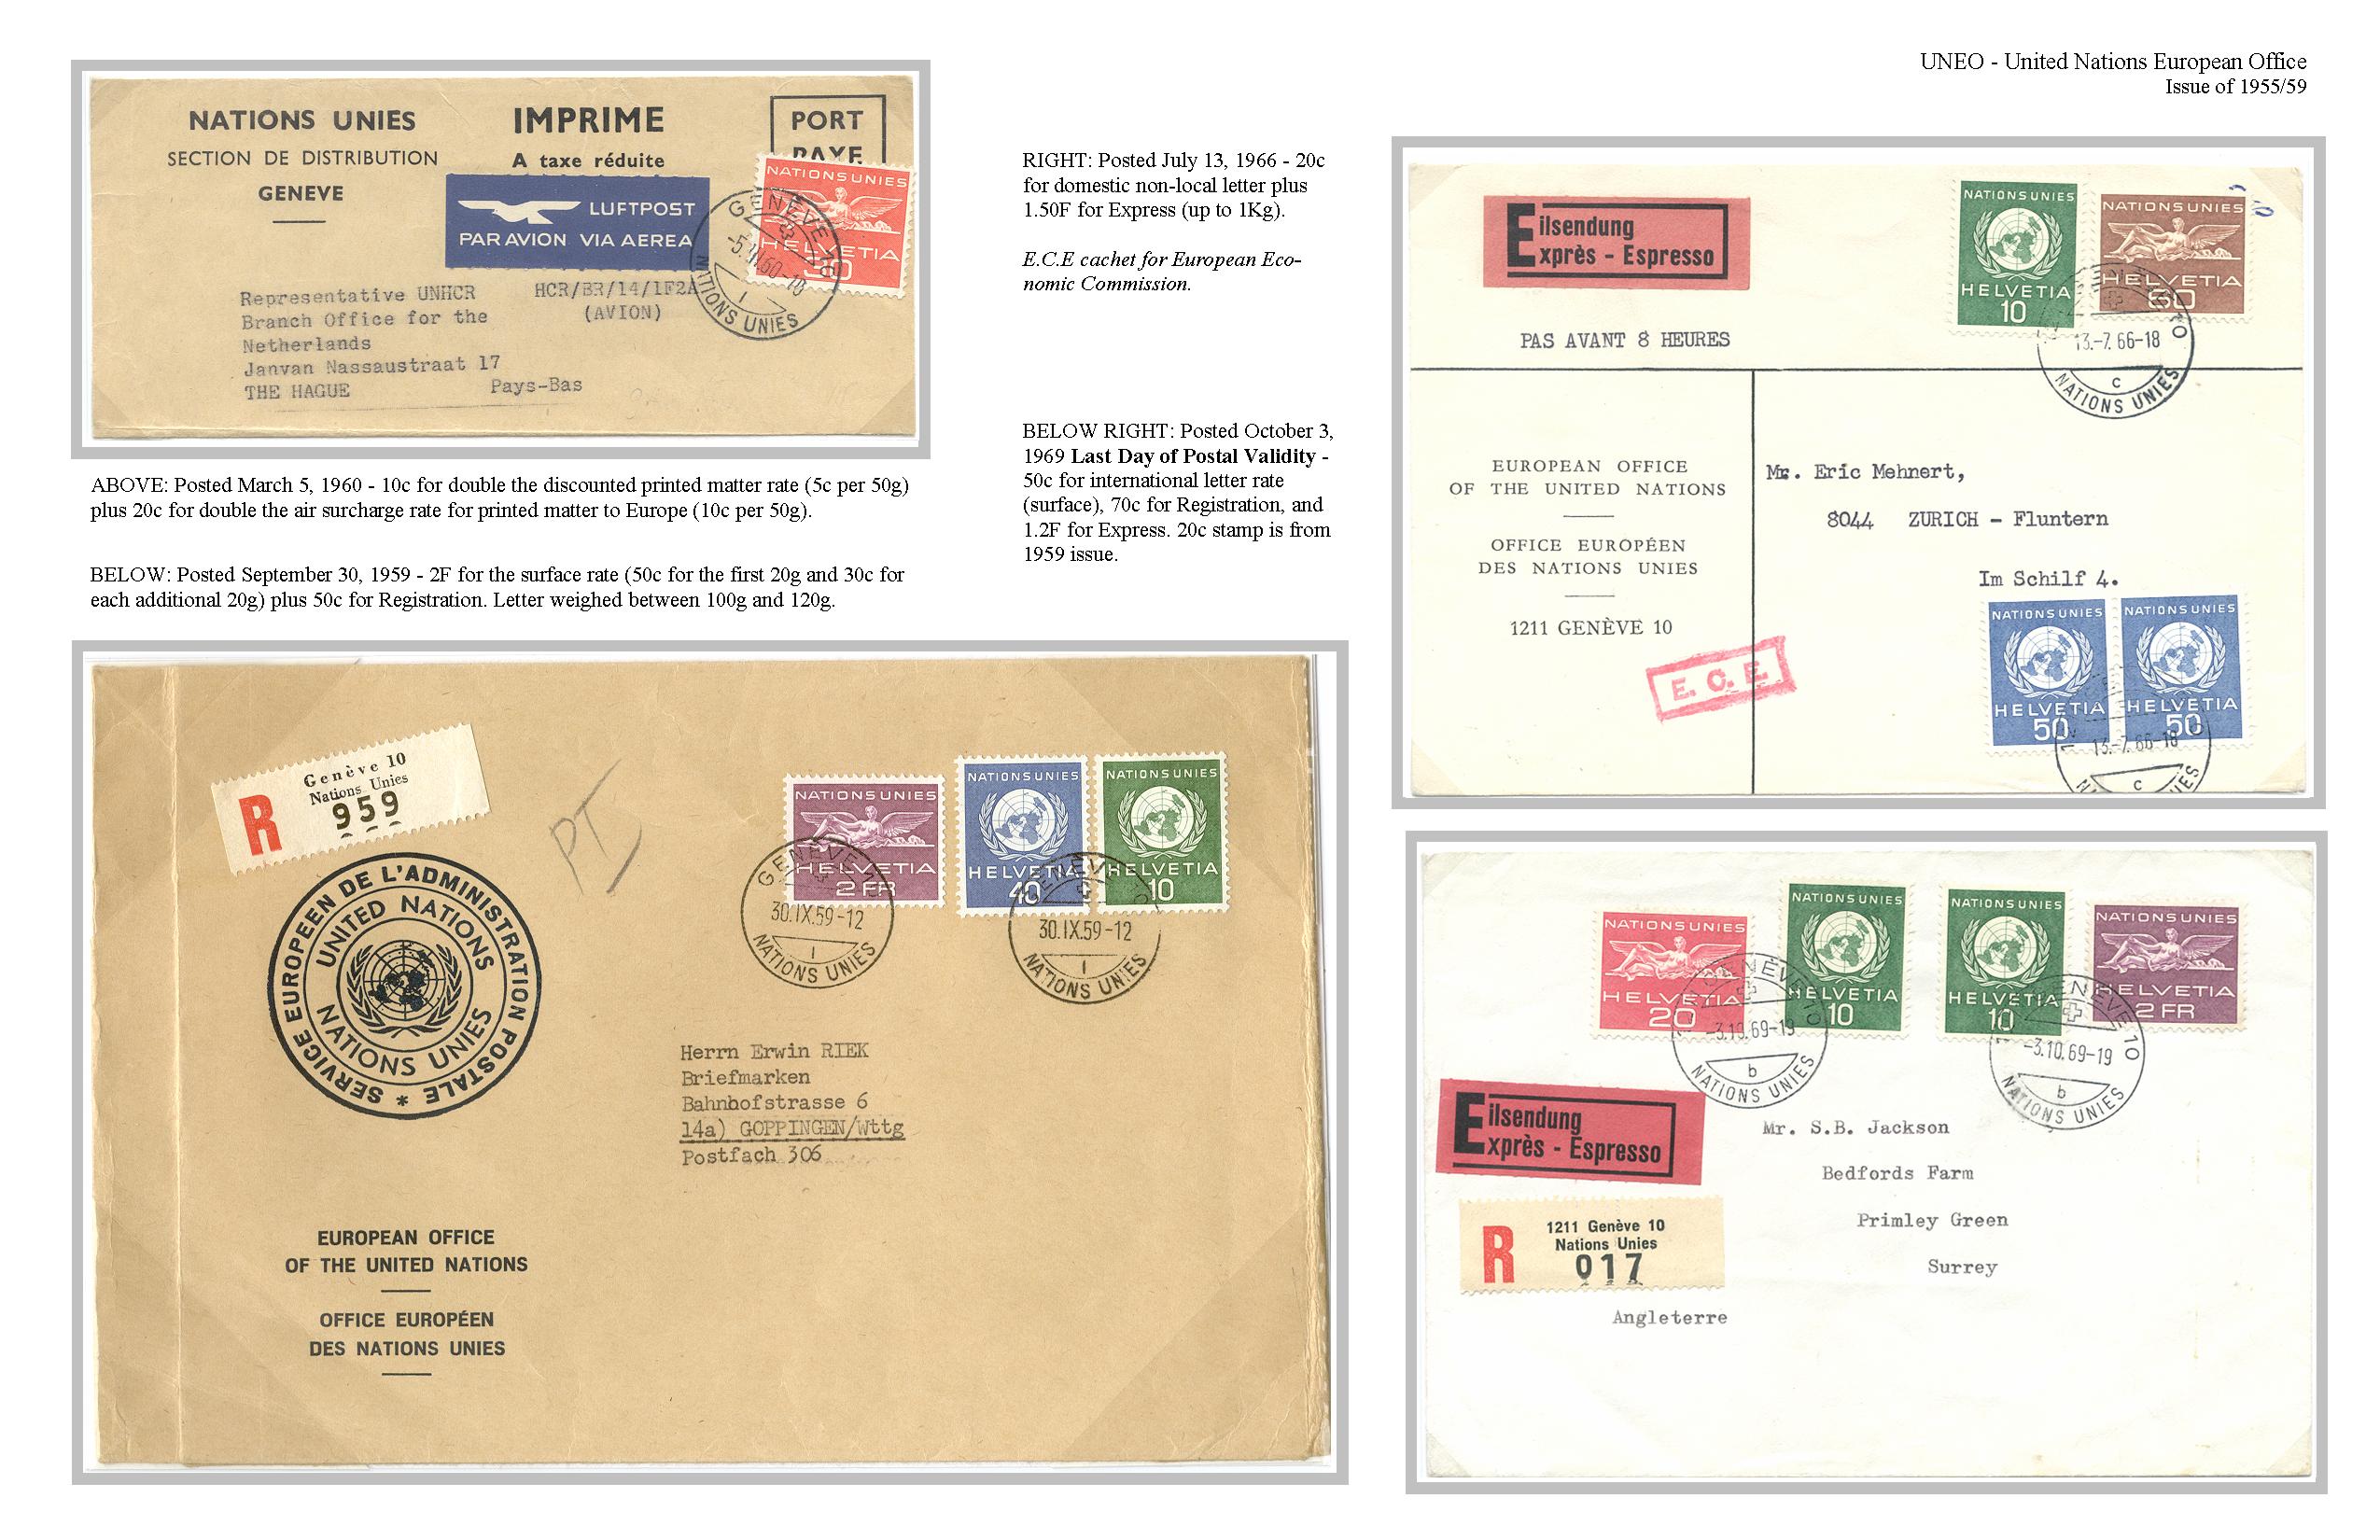 UNEO - United Nations European Office
Issue of 1955/59
NATIONS UNIES
SECTION DE DISTRIBUTION
GENEVE
IMPRIME
A taxe réduite
PORT
PAYE
LUFTPOST
PAR AVION VIA AEREA
NATIONS UNIES
HELVETIA
30
GENÈVE 10
NATIONS UNIES
Representative UNHCR
Branch Office for the
Netherlands
Janvan Nassaustraat 17
THE HAGUE Pays-Bas
HCR/BR/14/1F2A
(AVION)
ABOVE: Posted March 5, 1960 - 10c for double the discounted printed matter rate (5c per 50g)
plus 20c for double the air surcharge rate for printed matter to Europe (10c per 50g).
BELOW: Posted September 30, 1959 - 2F for the surface rate (50c for the first 20g and 30c for
each additional 20g) plus 50c for Registration. Letter weighed between 100g and 120g.
RIGHT: Posted July 13, 1966 - 20c
for domestic non-local letter plus
1.50F for Express (up to 1Kg).
E.C.E cachet for European Eco-
nomic Commission.
BELOW RIGHT: Posted October 3,
1969 Last Day of Postal Validity -
50c for international letter rate
(surface), 70c for Registration, and
1.2F for Express. 20c stamp is from
1959 issue.
Eilsendung
Exprès - Espresso
PAS AVANT 8 HEURES
NATIONS UNIES
HELVETIA
10
NATIONS UNIES
HELVETIA
60
13.-7.66-18
c
NATIONS UNIES
EUROPEAN OFFICE
OF THE UNITED NATIONS
OFFICE EUROPÉEN
DES NATIONS UNIES
1211 GENÈVE 10
E. C. E.
Mr. Eric Mehnert,
8044 ZURICH - Fluntern
Im Schilf 4.
NATIONS UNIES
HELVETIA
50
NATIONS UNIES
HELVETIA
50
13.-7.66-18
c
R
Genève 10
Nations Unies
959
PT
SERVICE EUROPEEN DE L'ADMINISTRATION POSTALE *
UNITED NATIONS
NATIONS UNIES
NATIONS UNIES
HELVETIA
2 FR
NATIONS UNIES
HELVETIA
40
NATIONS UNIES
HELVETIA
10
GENÈVE 10
30.IX.59-12
NATIONS UNIES
GENÈVE 10
30.IX.59-12
NATIONS UNIES
Herrn Erwin RIEK
Briefmarken
Bahnhofstrasse 6
14a) GOPPINGEN/Wttg
Postfach 306
EUROPEAN OFFICE
OF THE UNITED NATIONS
OFFICE EUROPÉEN
DES NATIONS UNIES
NATIONS UNIES
HELVETIA
20
NATIONS UNIES
HELVETIA
10
NATIONS UNIES
HELVETIA
10
NATIONS UNIES
HELVETIA
2 FR
GENÈVE 10
-3.10.69-19
b
NATIONS UNIES
GENÈVE 10
-3.10.69-19
b
NATIONS UNIES
Eilsendung
Exprès - Espresso
R
1211 Genève 10
Nations Unies
017
Mr. S.B. Jackson
Bedfords Farm
Primley Green
Surrey
Angleterre